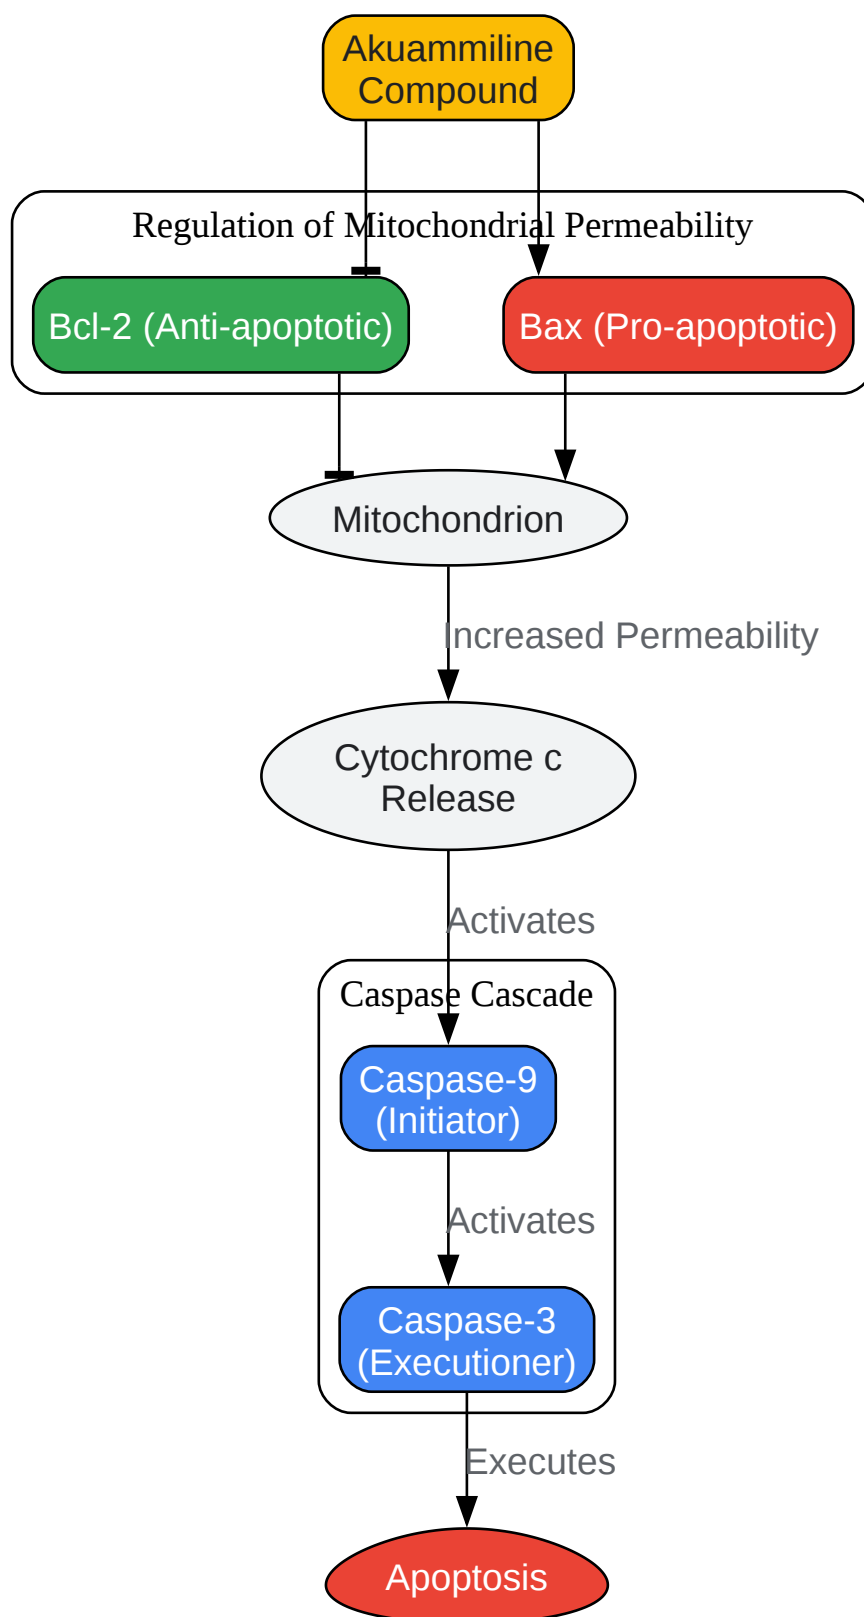 Akuammiline
Compound
Regulation of Mitochondrial Permeability
Bcl-2 (Anti-apoptotic)
Bax (Pro-apoptotic)
Mitochondrion
Increased Permeability
Cytochrome c
Release
Activates
Caspase Cascade
Caspase-9
(Initiator)
Activates
Caspase-3
(Executioner)
Executes
Apoptosis